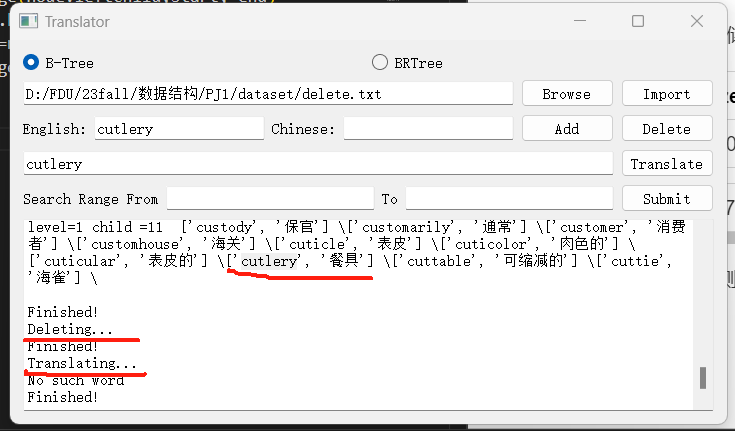 Translator
B-Tree
BRTree
D:/FDU/23fall/数据结构/PJ1/dataset/delete.txt
Browse
Import
English: cutlery
Chinese:
Add
Delete
cutlery
Translate
Search Range From
To
Submit
level=1 child =11  ['custody', '保官'] \['customarily', '通常'] \['customer', '消费
者'] \['customhouse', '海关'] \['cuticle', '表皮'] \['cuticolor', '肉色的'] \
['cuticular', '表皮的'] \['cutlery', '餐具'] \['cuttable', '可缩减的'] \['cuttie',
'海雀'] \
Finished!
Deleting...
Finished!
Translating...
No such word
Finished!